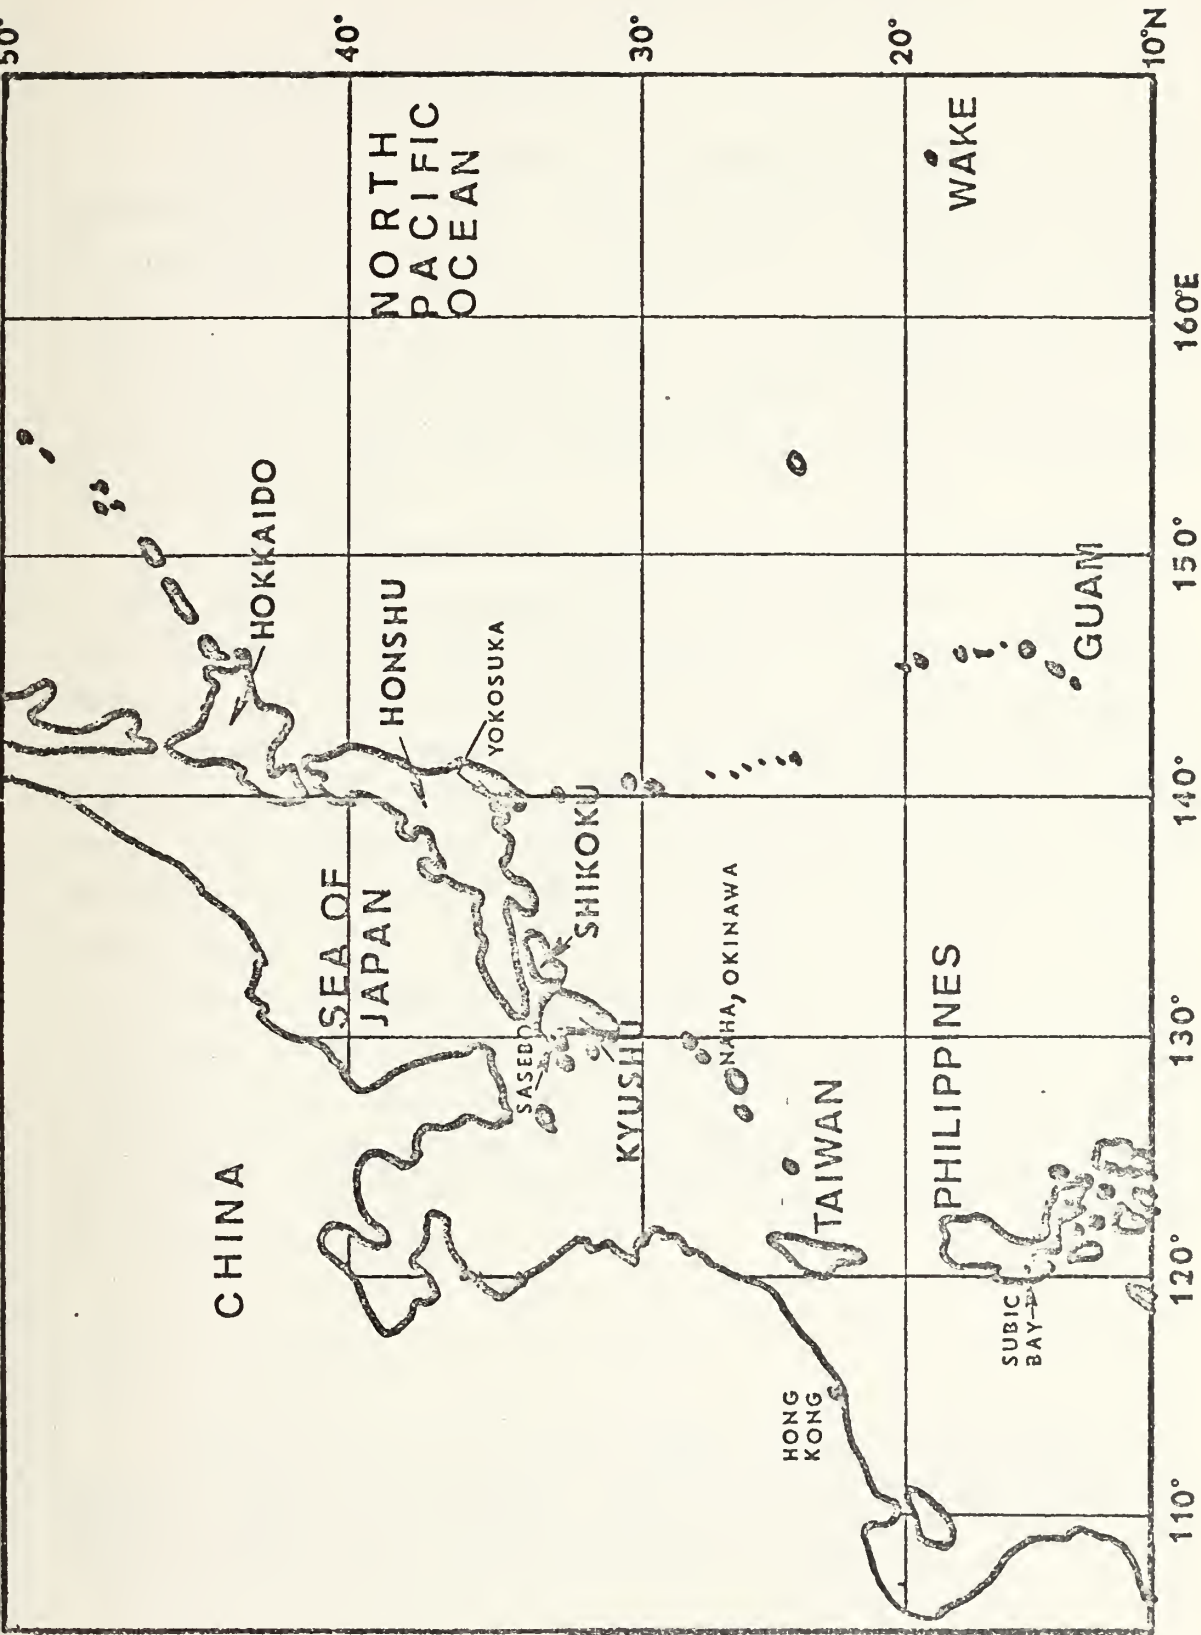 50°
40°
30°
20°
10°N
CHINA
HOKKAIDO
SEA OF
JAPAN
HONSHU
NORTH
PACIFIC
OCEAN
YOKOSUKA
SASEBO
SHIKOKU
KYUSHU
NAHA, OKINAWA
HONG
KONG
TAIWAN
PHILIPPINES
WAKE
SUBIC
BAY
GUAM
110°
120°
130°
140°
150°
160°E